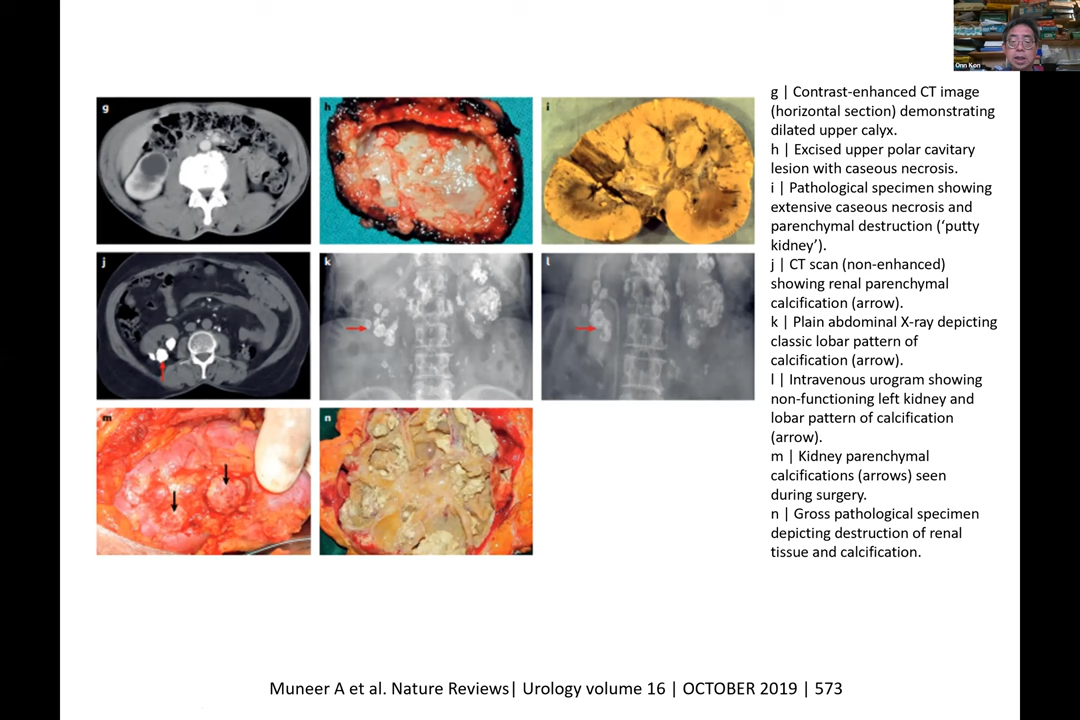 Onn Kon
g
h
i
j
k
l
m
n
g | Contrast-enhanced CT image
(horizontal section) demonstrating
dilated upper calyx.
h | Excised upper polar cavitary
lesion with caseous necrosis.
i | Pathological specimen showing
extensive caseous necrosis and
parenchymal destruction (‘putty
kidney’).
j | CT scan (non-enhanced)
showing renal parenchymal
calcification (arrow).
k | Plain abdominal X-ray depicting
classic lobar pattern of
calcification (arrow).
l | Intravenous urogram showing
non-functioning left kidney and
lobar pattern of calcification
(arrow).
m | Kidney parenchymal
calcifications (arrows) seen
during surgery.
n | Gross pathological specimen
depicting destruction of renal
tissue and calcification.
Muneer A et al. Nature Reviews| Urology volume 16 | OCTOBER 2019 | 573